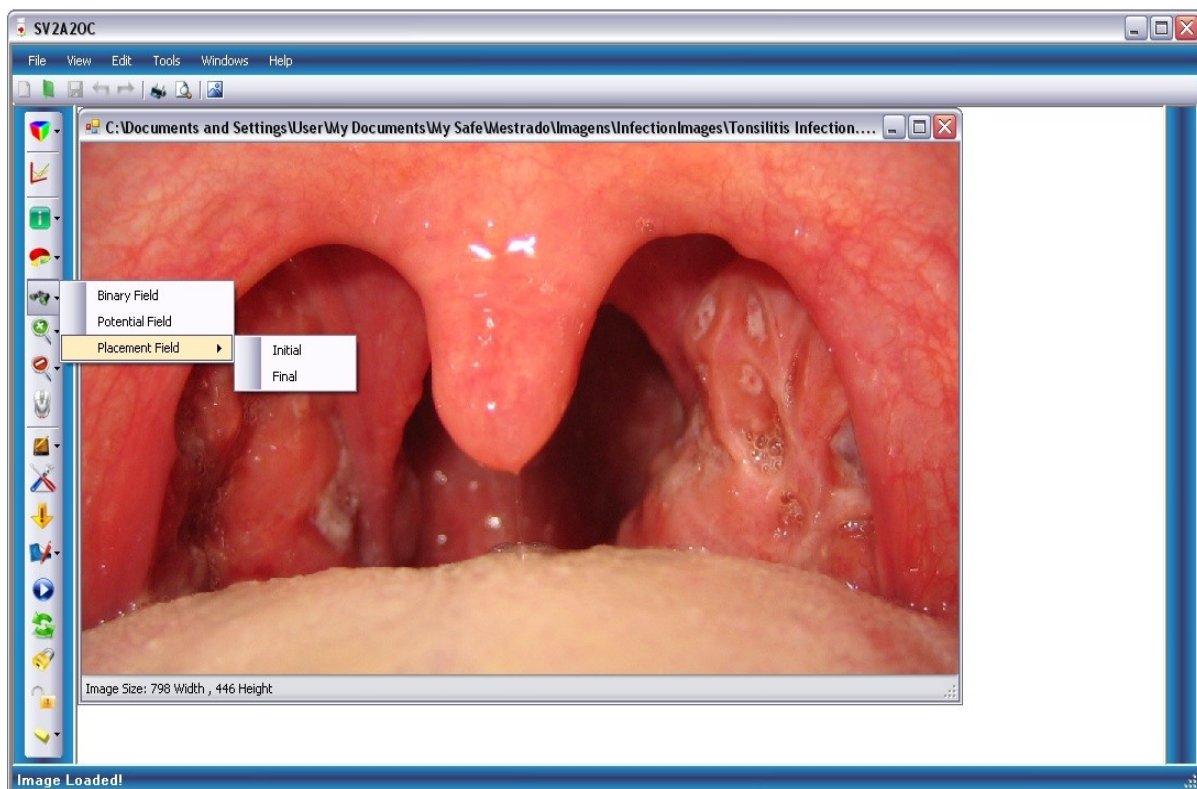 SV2A2OC
File View Edit Tools Windows Help
C:\Documents and Settings\User\My Documents\My Safe\Mestrado\Imagens\InfectionImages\Tonsilitis Infection....
Binary Field
Potential Field
Placement Field
Initial
Final
Image Size: 798 Width , 446 Height
Image Loaded!